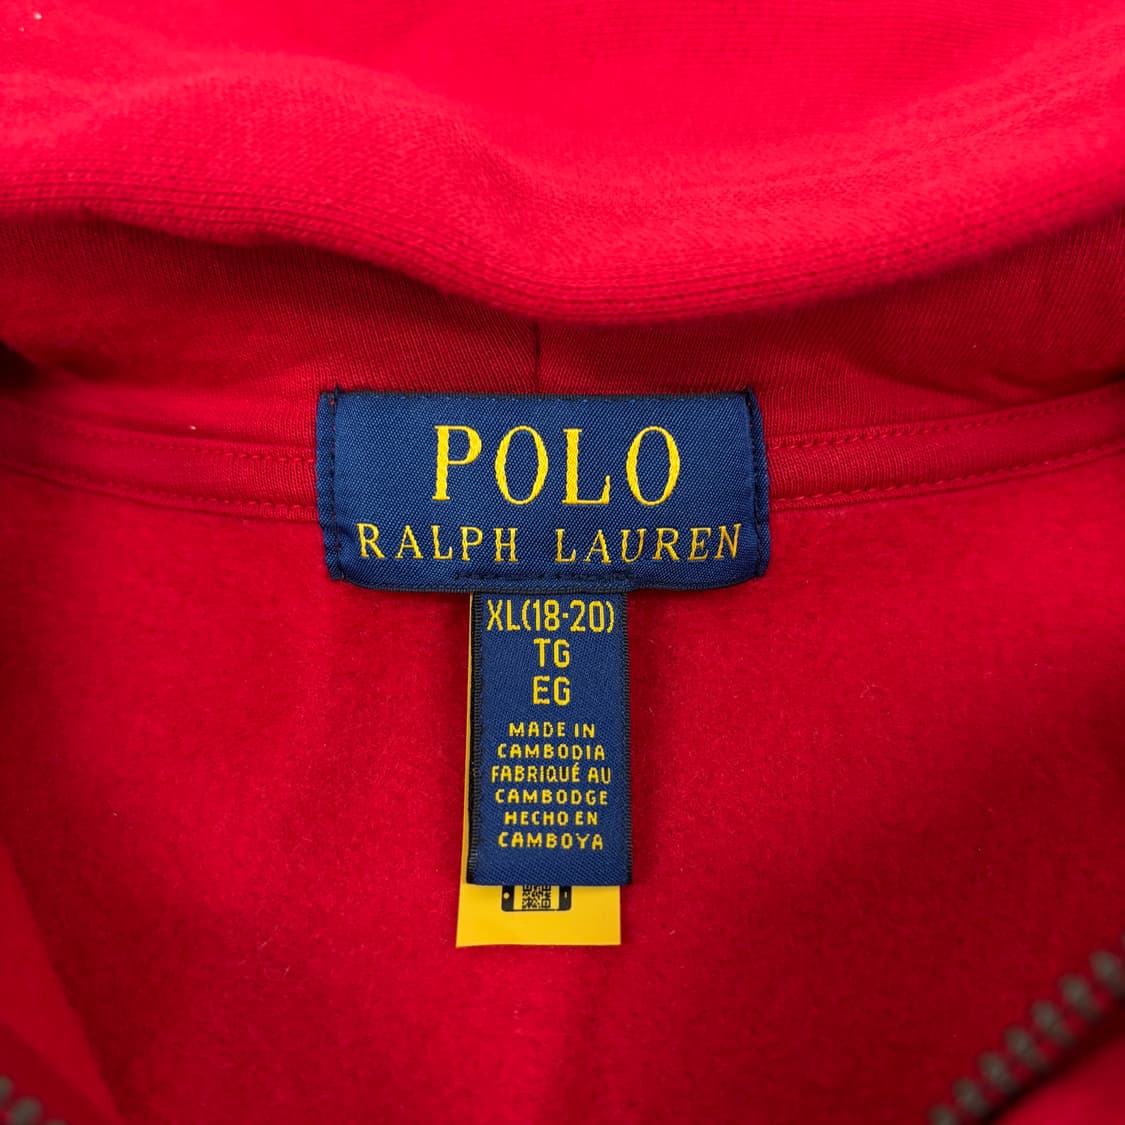 POLO
RALPH LAUREN
XL(18-20)
TG
EG
MADE IN
CAMBODIA
FABRIQUÉ AU
CAMBODGE
HECHO EN
CAMBOYA